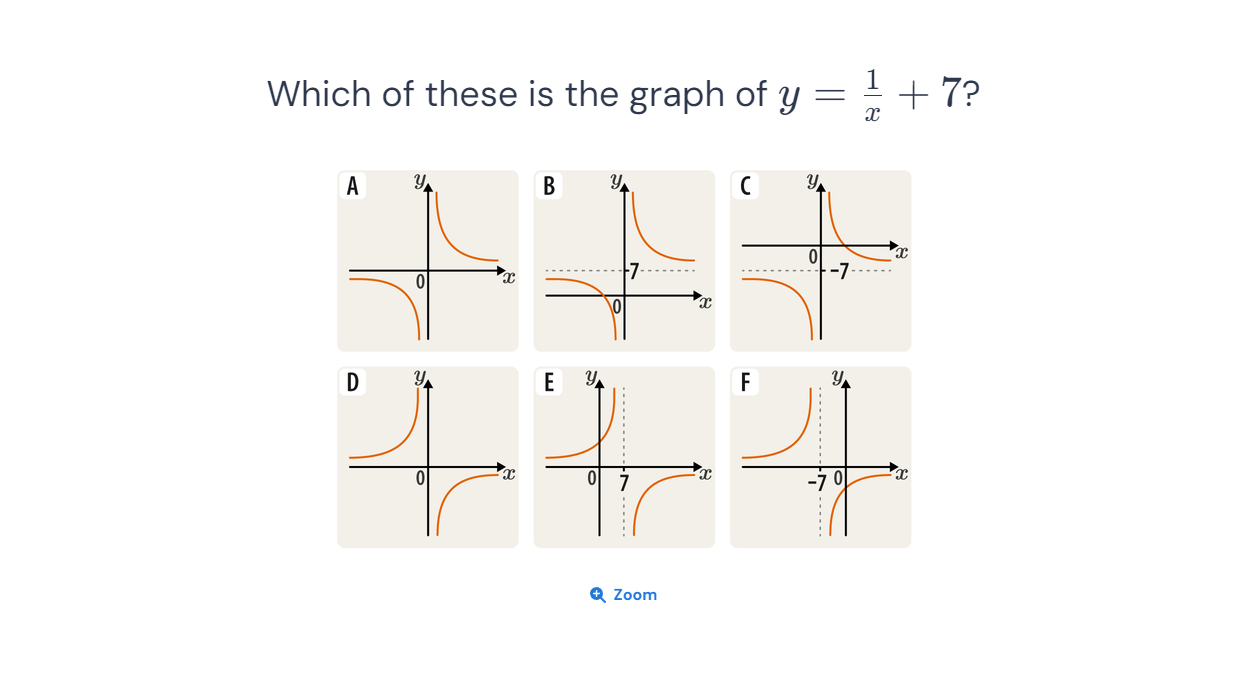 Which of these is the graph of y = 1/x + 7?
A y 0 x
B y 7 0 x
C y 0 x −7
D y 0 x
E y 0 7 x
F y −7 0 x
Zoom